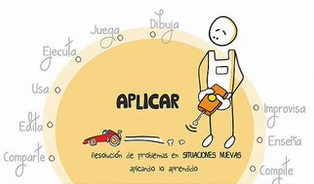 Dibuja
Juega
Ejecuta
Usa
Edita
Comparte
APLICAR
Improvisa
Enseña
Compite
Resolución de problemas en SITUACIONES NUEVAS
aplicando lo aprendido